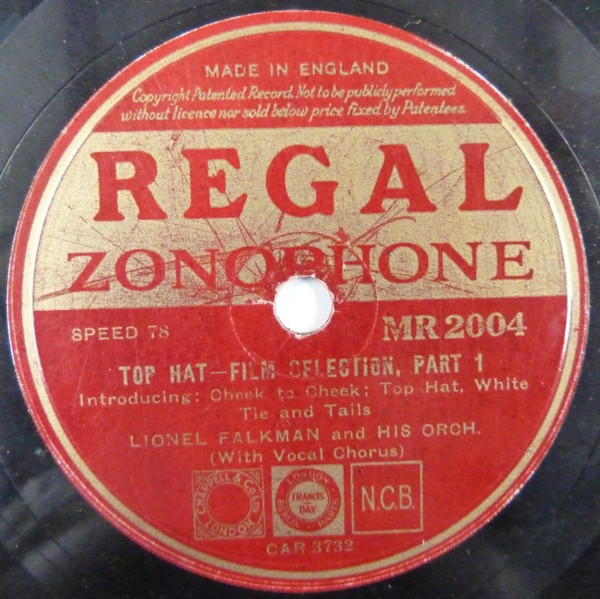 MADE IN ENGLAND
Copyright Patented Record. Not to be publicly performed
without licence nor sold below price fixed by Patentees.
REGAL
ZONOPHONE
SPEED 78
MR 2004
TOP HAT—FILM SELECTION, PART 1
Introducing: Cheek to Cheek; Top Hat, White
Tie and Tails
LIONEL FALKMAN and HIS ORCH.
(With Vocal Chorus)
CHAPPELL & CO LTD
LONDON
LONDON
FRANCIS
DAY
BERLIN PARIS
N.C.B.
CAR 3732